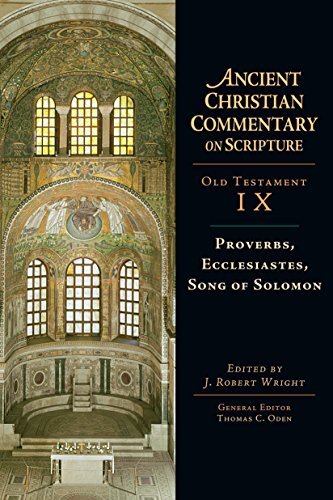 ANCIENT
CHRISTIAN
COMMENTARY
ON SCRIPTURE
OLD TESTAMENT
IX
PROVERBS,
ECCLESIASTES,
SONG OF SOLOMON
EDITED BY
J. ROBERT WRIGHT
GENERAL EDITOR
THOMAS C. ODEN